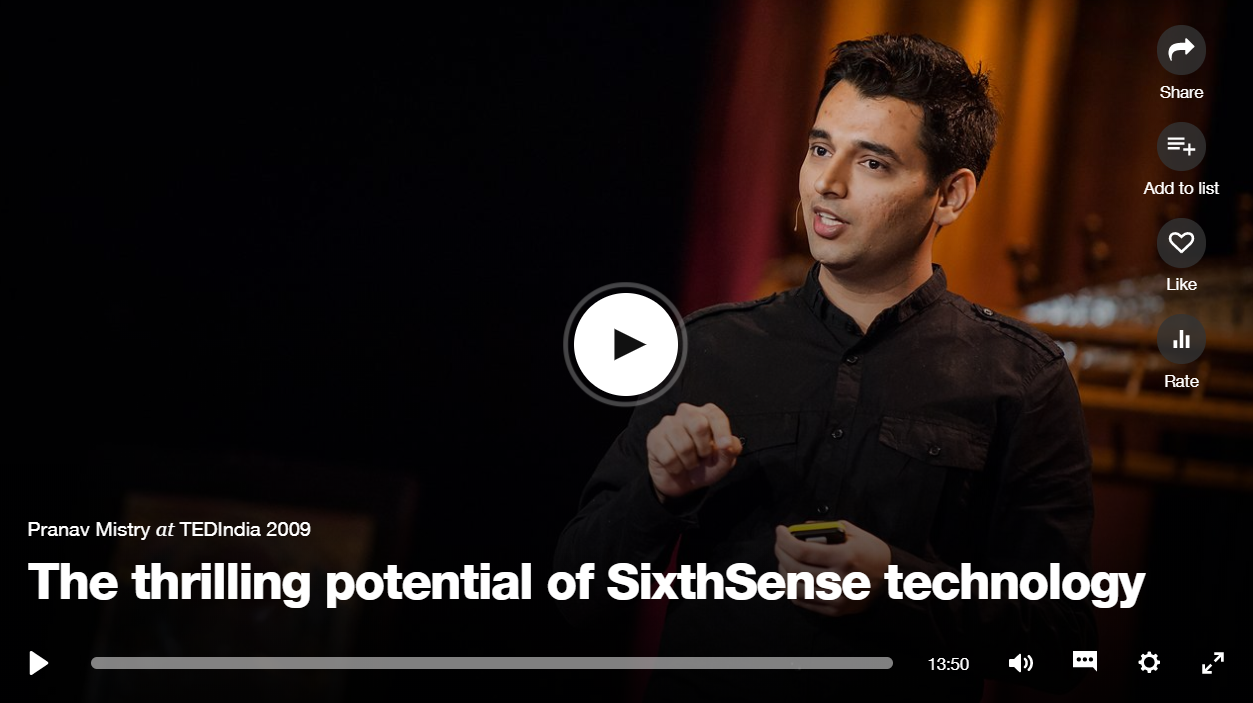 Share
Add to list
Like
Rate
Pranav Mistry at TEDIndia 2009
The thrilling potential of SixthSense technology
13:50